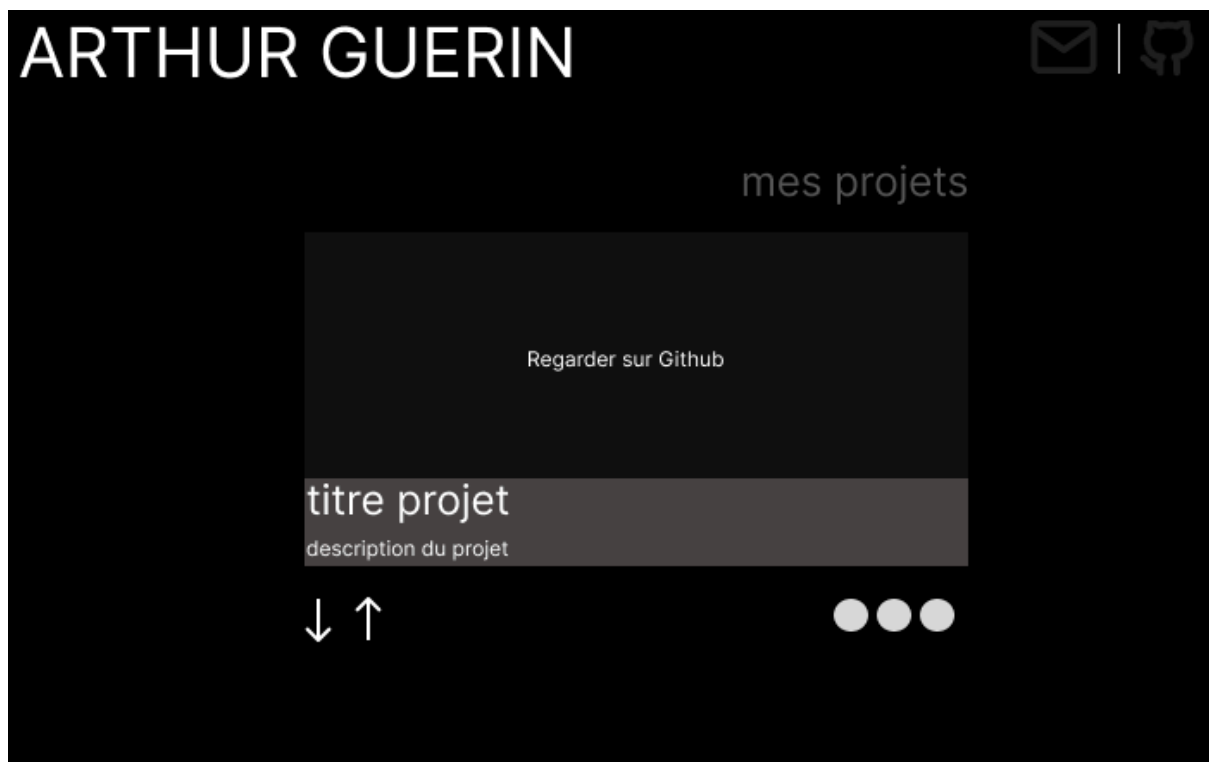 ARTHUR GUERIN
mes projets
Regarder sur Github
titre projet
description du projet